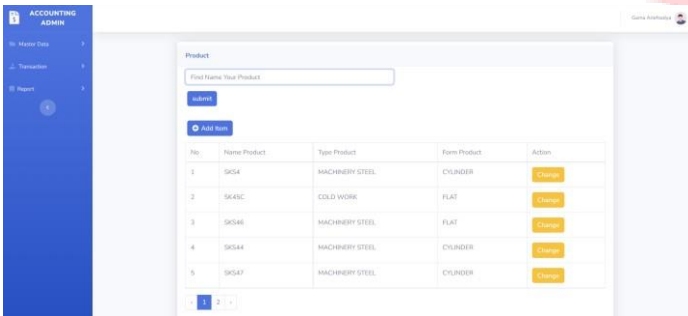 ACCOUNTING
ADMIN
Master Data
Transaction
Report
Product
Find Name Your Product
submit
Add Item
No Name Product Type Product Form Product Action
1 SKS4 MACHINERY STEEL CYLINDER Change
2 SK45C COLD WORK FLAT Change
3 SKS46 MACHINERY STEEL FLAT Change
4 SKS44 MACHINERY STEEL CYLINDER Change
5 SKS47 MACHINERY STEEL CYLINDER Change
‹ 1 2 ›